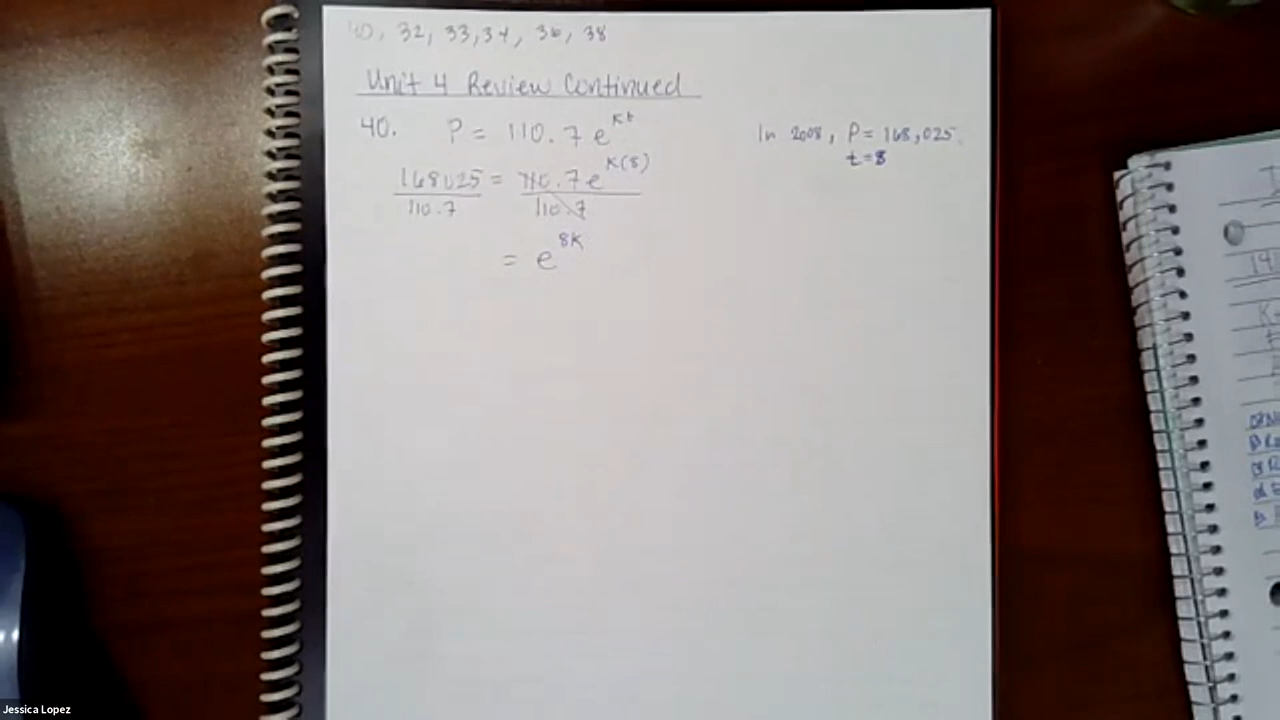 40, 32, 33, 34, 36, 38
Unit 4 Review Continued
40. P = 110.7 e^kt
In 2008, P = 168,025.
t = 8
168025 / 110.7 = 110.7 e^k(8) / 110.7
= e^8k
Jessica Lopez